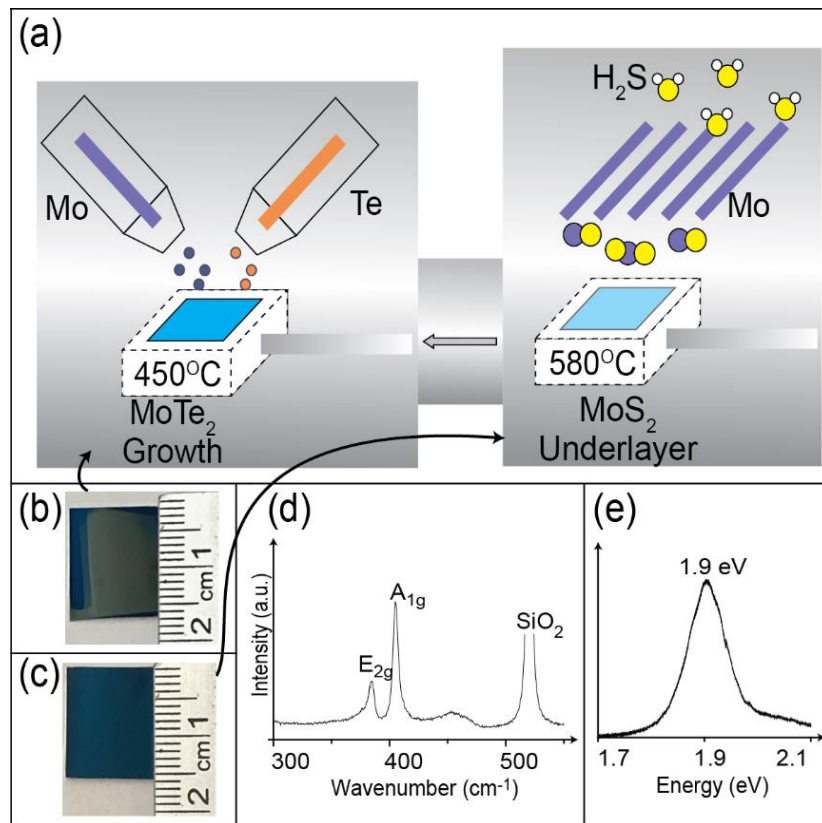 (a)
H₂S
Mo
Te
Mo
450°C
580°C
MoTe₂
Growth
MoS₂
Underlayer
(b)
1
2 cm
(c)
1
2 cm
(d)
Intensity (a.u.)
E₂g
A₁g
SiO₂
300 400 500
Wavenumber (cm⁻¹)
(e)
1.9 eV
1.7 1.9 2.1
Energy (eV)